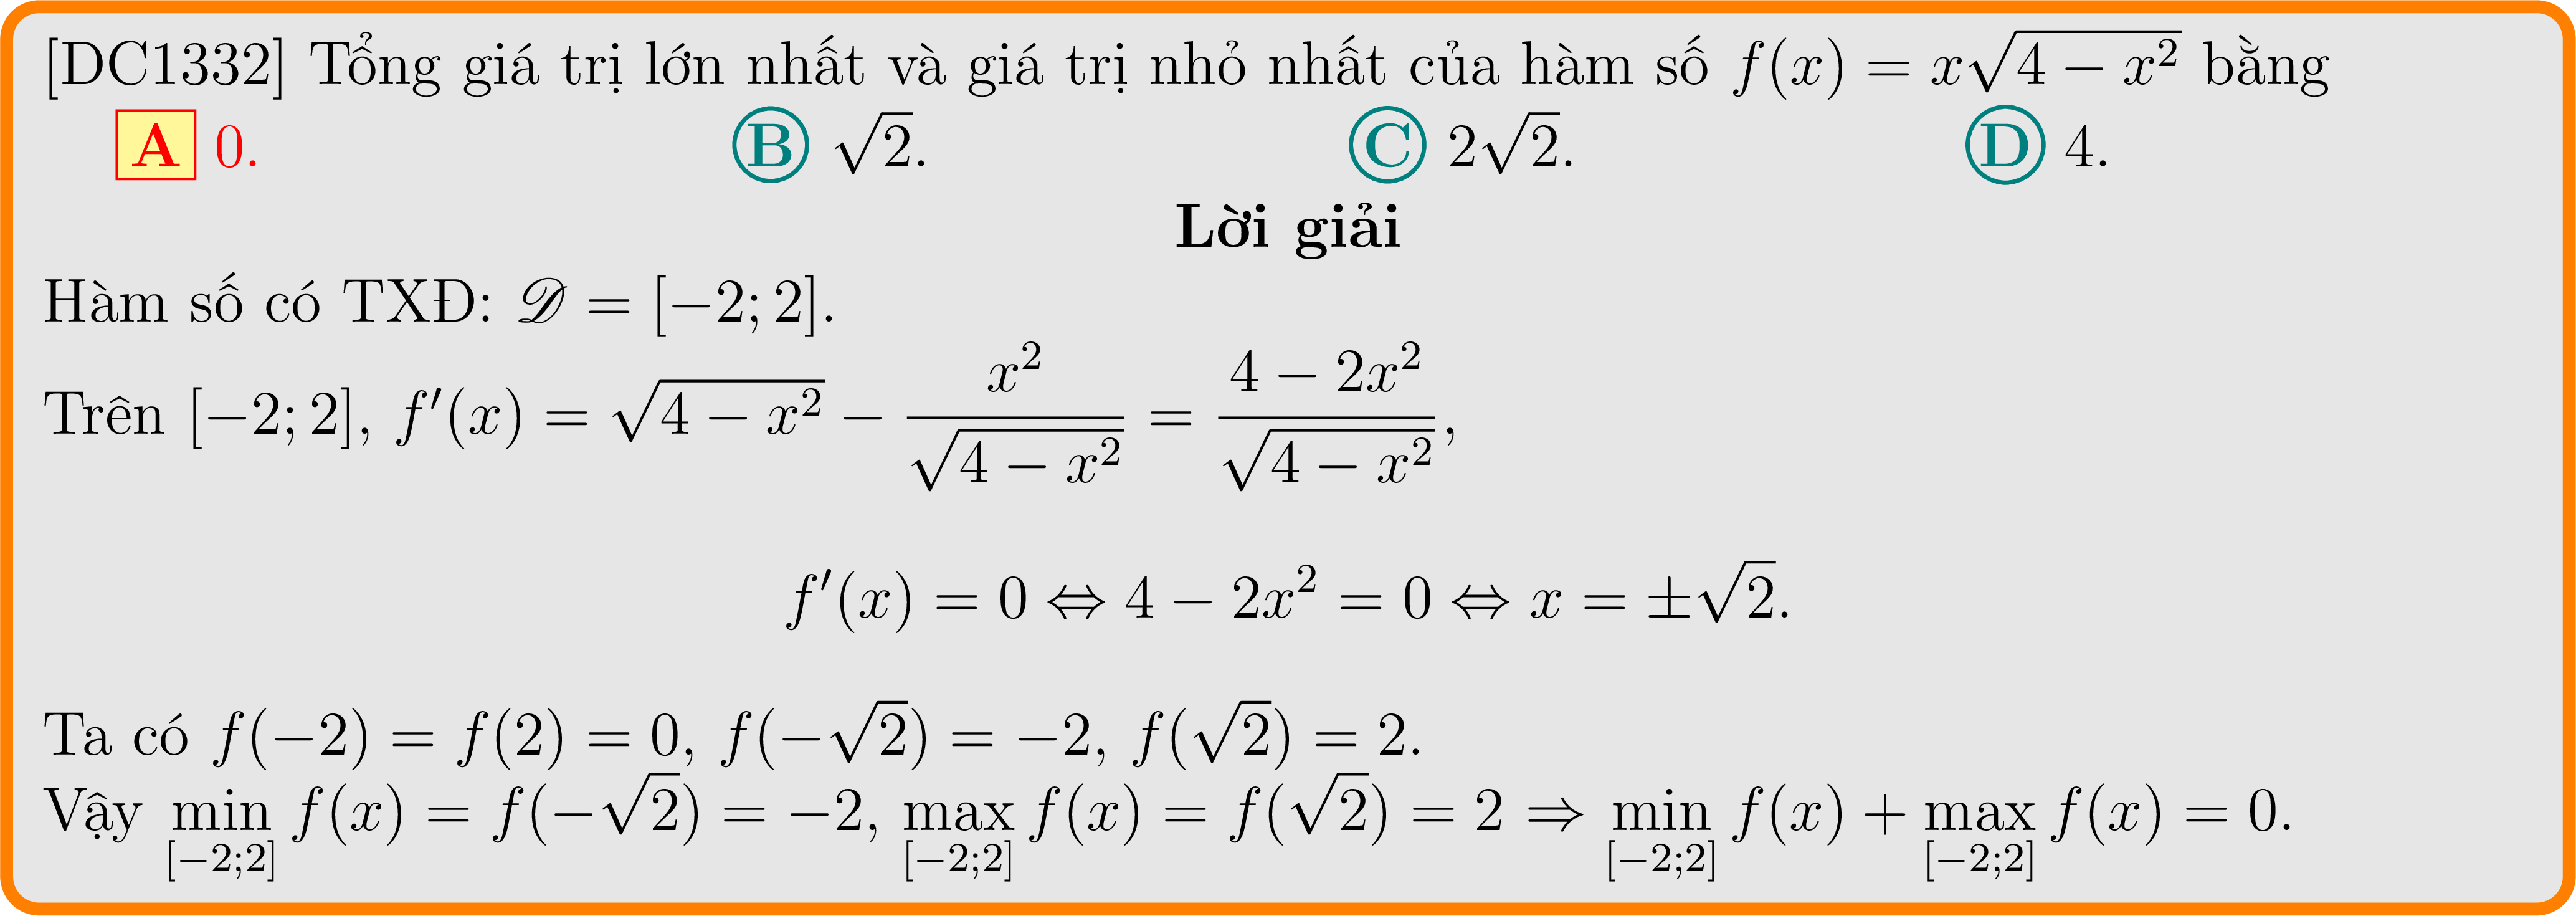 [DC1332] Tổng giá trị lớn nhất và giá trị nhỏ nhất của hàm số $f(x) = x\sqrt{4 - x^2}$ bằng
A 0. B $\sqrt{2}$. C $2\sqrt{2}$. D 4.
Lời giải
Hàm số có TXĐ: $\mathscr{D} = [-2; 2]$.
Trên $[-2; 2]$, $f'(x) = \sqrt{4 - x^2} - \dfrac{x^2}{\sqrt{4 - x^2}} = \dfrac{4 - 2x^2}{\sqrt{4 - x^2}}$,
$f'(x) = 0 \Leftrightarrow 4 - 2x^2 = 0 \Leftrightarrow x = \pm\sqrt{2}.$
Ta có $f(-2) = f(2) = 0$, $f(-\sqrt{2}) = -2$, $f(\sqrt{2}) = 2$.
Vậy $\min\limits_{[-2;2]} f(x) = f(-\sqrt{2}) = -2$, $\max\limits_{[-2;2]} f(x) = f(\sqrt{2}) = 2 \Rightarrow \min\limits_{[-2;2]} f(x) + \max\limits_{[-2;2]} f(x) = 0$.